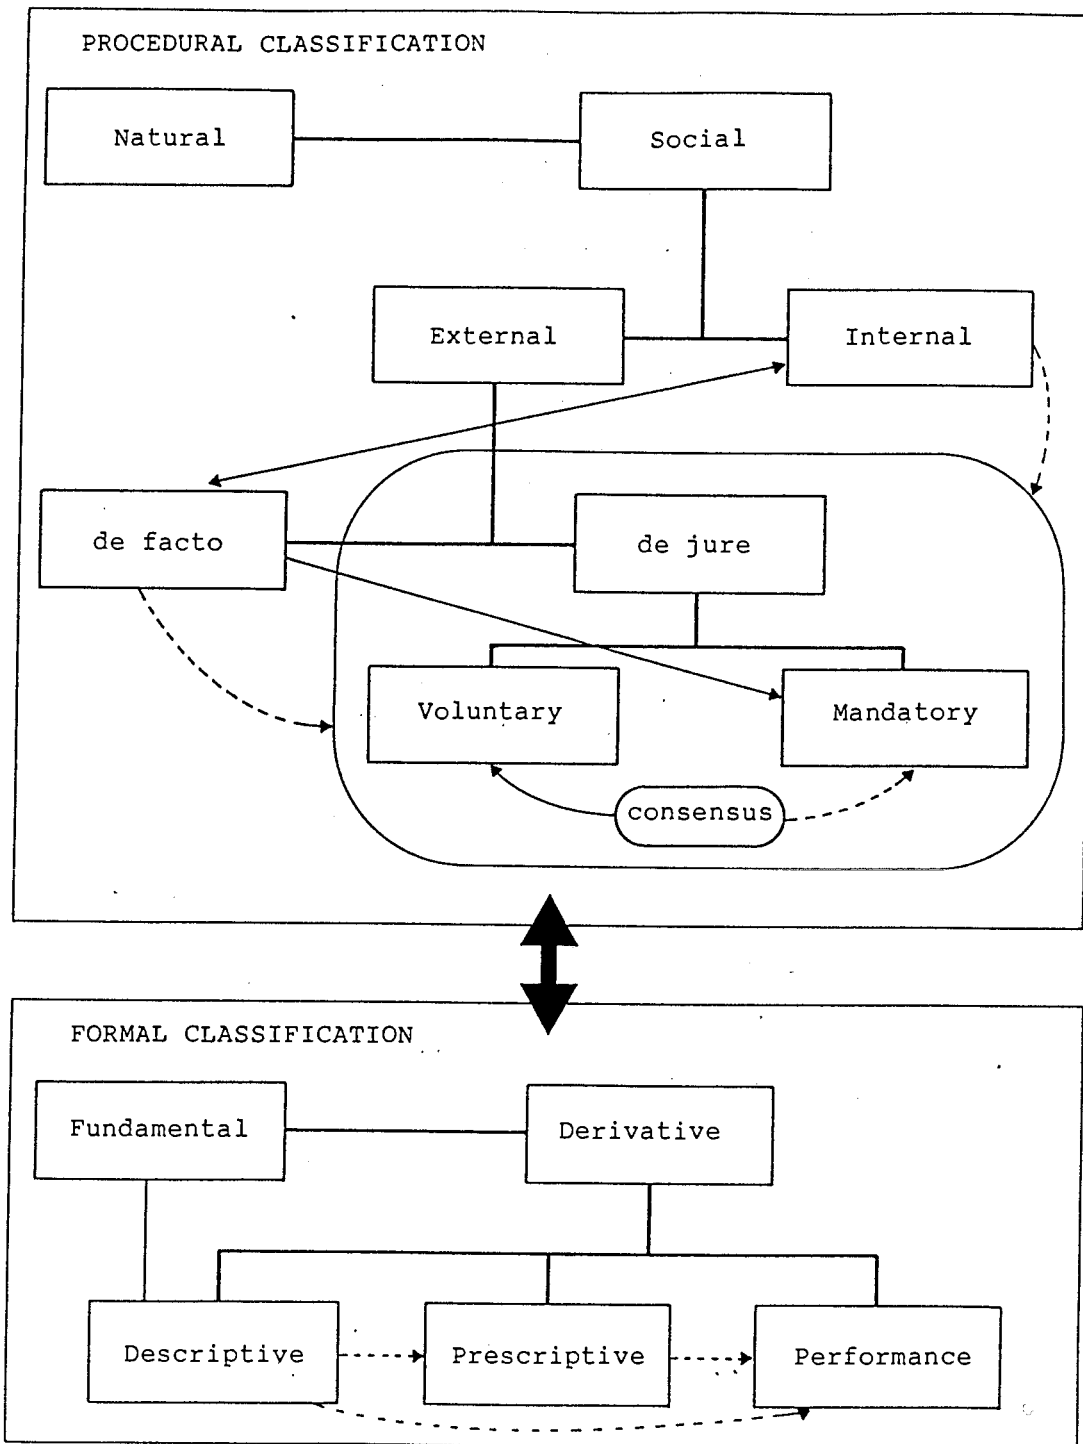 PROCEDURAL CLASSIFICATION
Natural
Social
External
Internal
de facto
de jure
Voluntary
Mandatory
consensus
FORMAL CLASSIFICATION
Fundamental
Derivative
Descriptive
Prescriptive
Performance